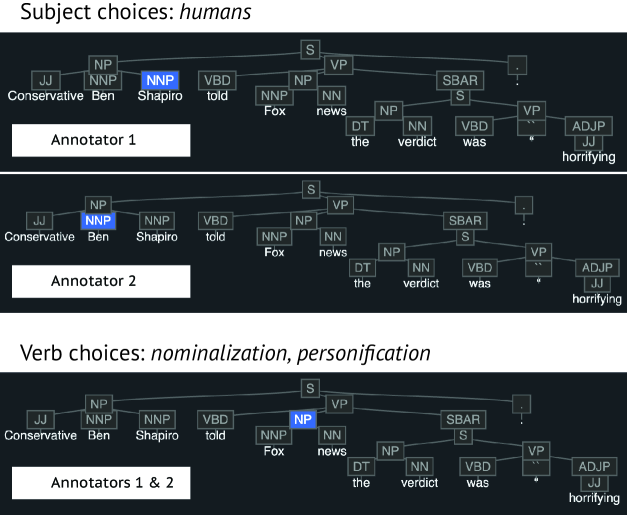 Subject choices: humans
S
NP VP .
JJ NNP NNP VBD NP SBAR :
Conservative Ben Shapiro told NNP NN S
Fox news NP VP
DT NN VBD `` ADJP
the verdict was “ JJ
horrifying
Annotator 1
S
NP VP .
JJ NNP NNP VBD NP SBAR :
Conservative Ben Shapiro told NNP NN S
Fox news NP VP
DT NN VBD `` ADJP
the verdict was “ JJ
horrifying
Annotator 2
Verb choices: nominalization, personification
S
NP VP .
JJ NNP NNP VBD NP SBAR :
Conservative Ben Shapiro told NNP NN S
Fox news NP VP
DT NN VBD `` ADJP
the verdict was “ JJ
horrifying
Annotators 1 & 2